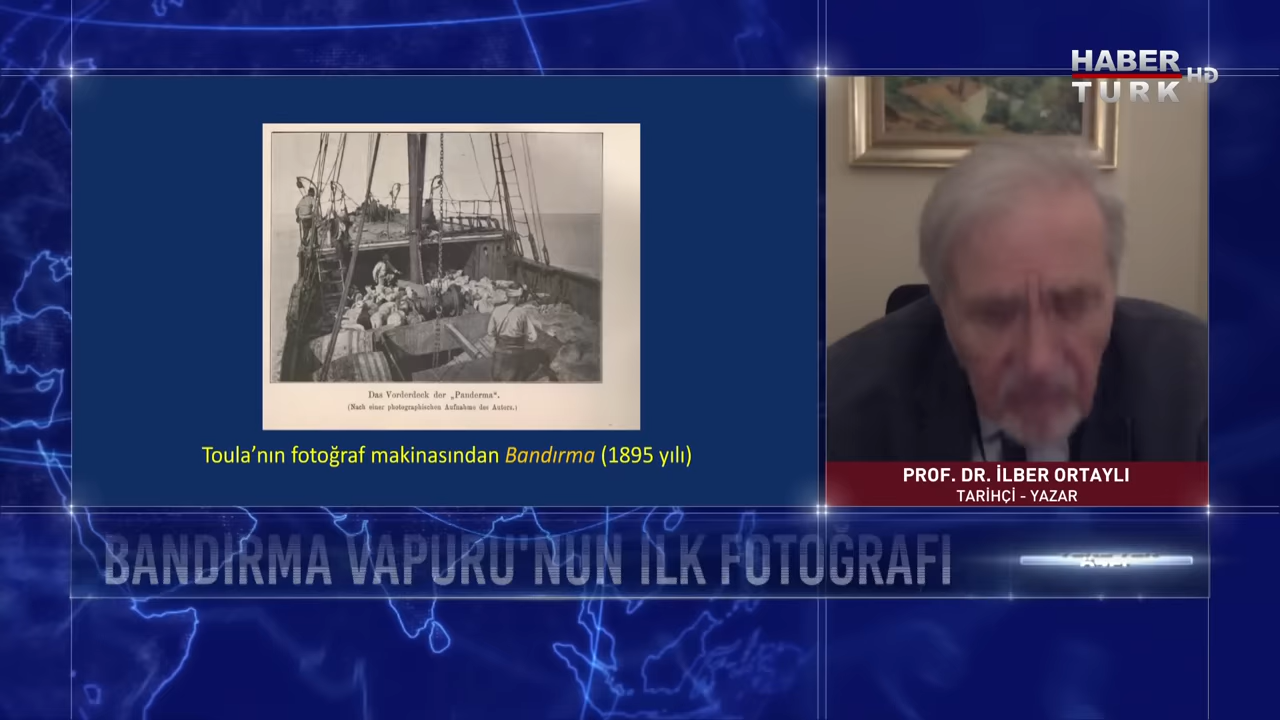 HABER
TURK HD
Das Vorderdeck der „Panderma“.
(Nach einer photographischen Aufnahme des Autors.)
Toula’nın fotoğraf makinasından Bandırma (1895 yılı)
PROF. DR. İLBER ORTAYLI
TARİHÇİ - YAZAR
BANDIRMA VAPURU'NUN İLK FOTOĞRAFI